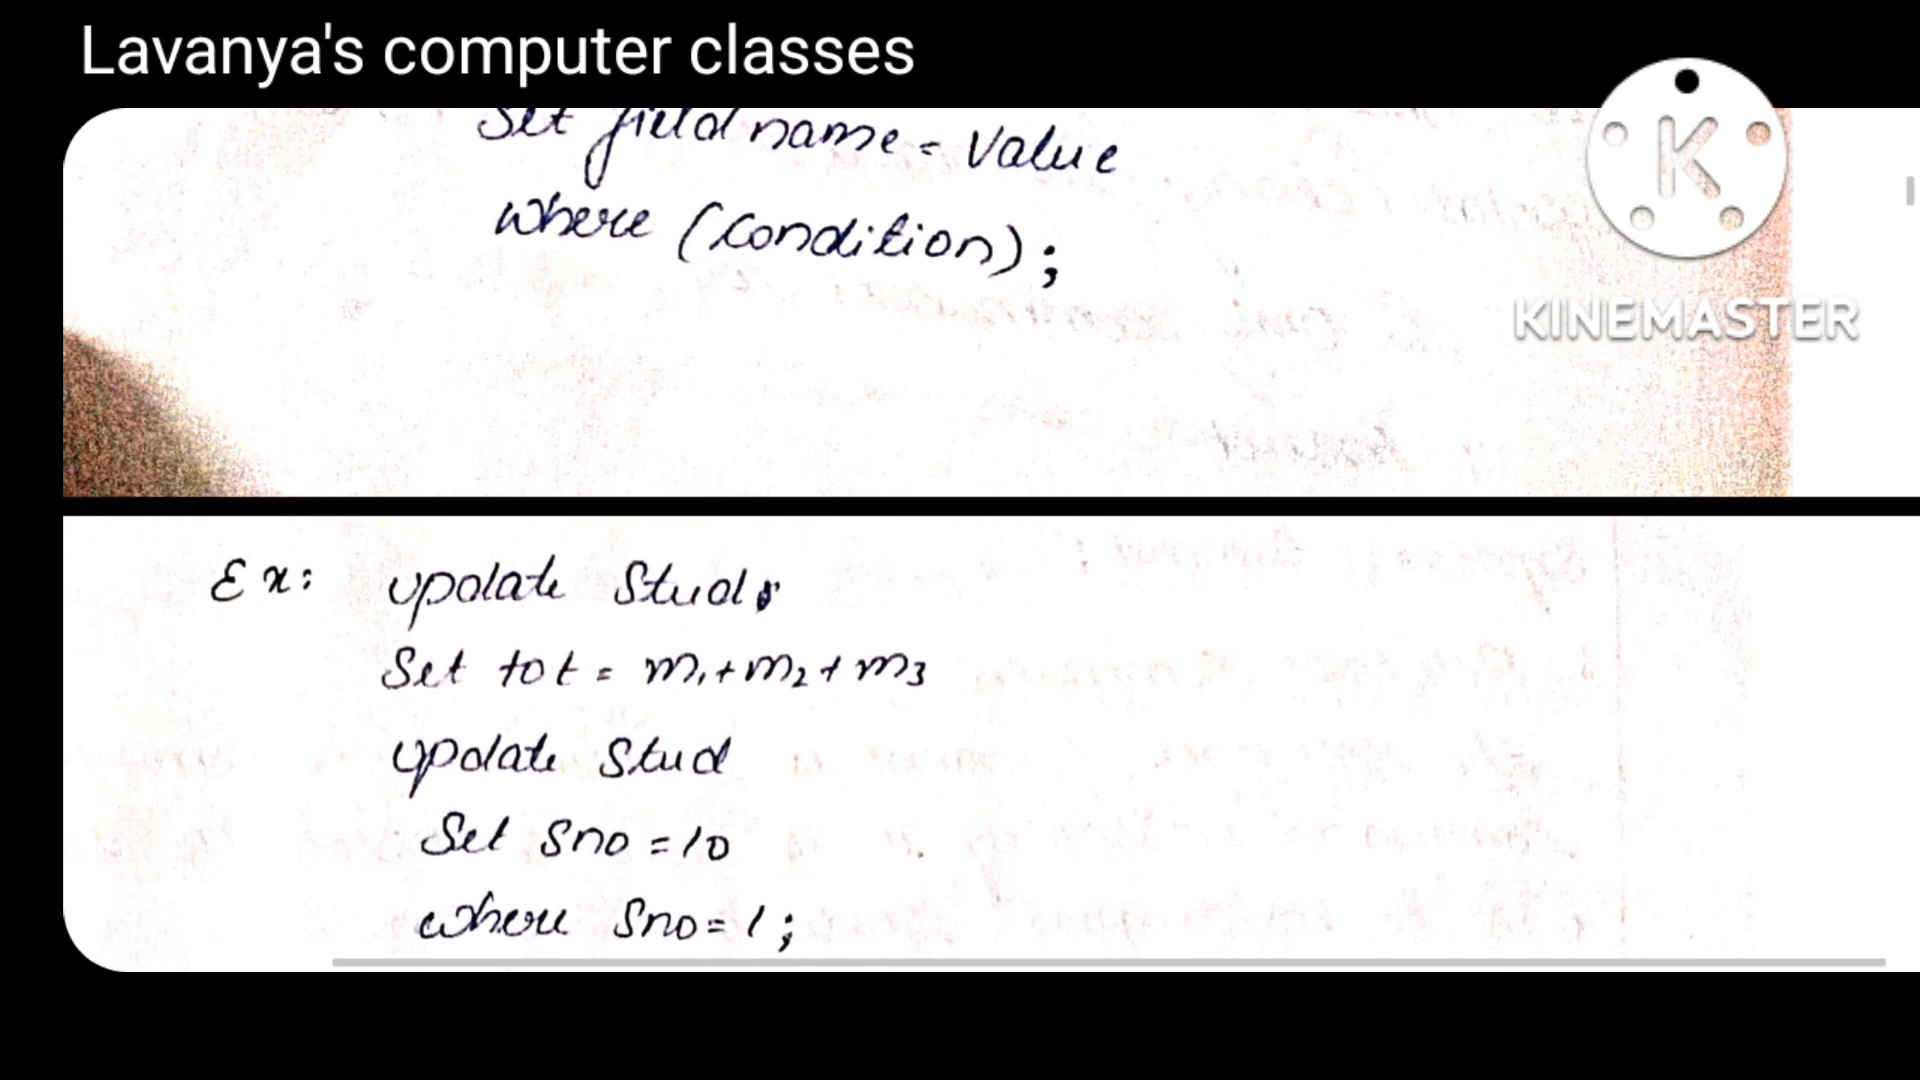 Lavanya's computer classes
Set field name = Value
where (Condition);
K
KINEMASTER
Ex: update Stud
Set tot = m1+m2+m3
update Stud
Set Sno = 10
where Sno = 1;